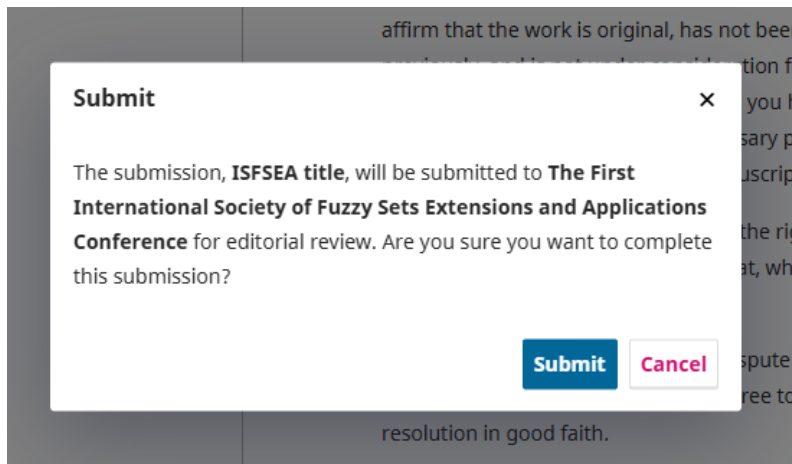 affirm that the work is original, has not
Submit ×
you
The submission, ISFSEA title, will be submitted to The First
International Society of Fuzzy Sets Extensions and Applications
Conference for editorial review. Are you sure you want to complete
this submission?
Submit Cancel
resolution in good faith.